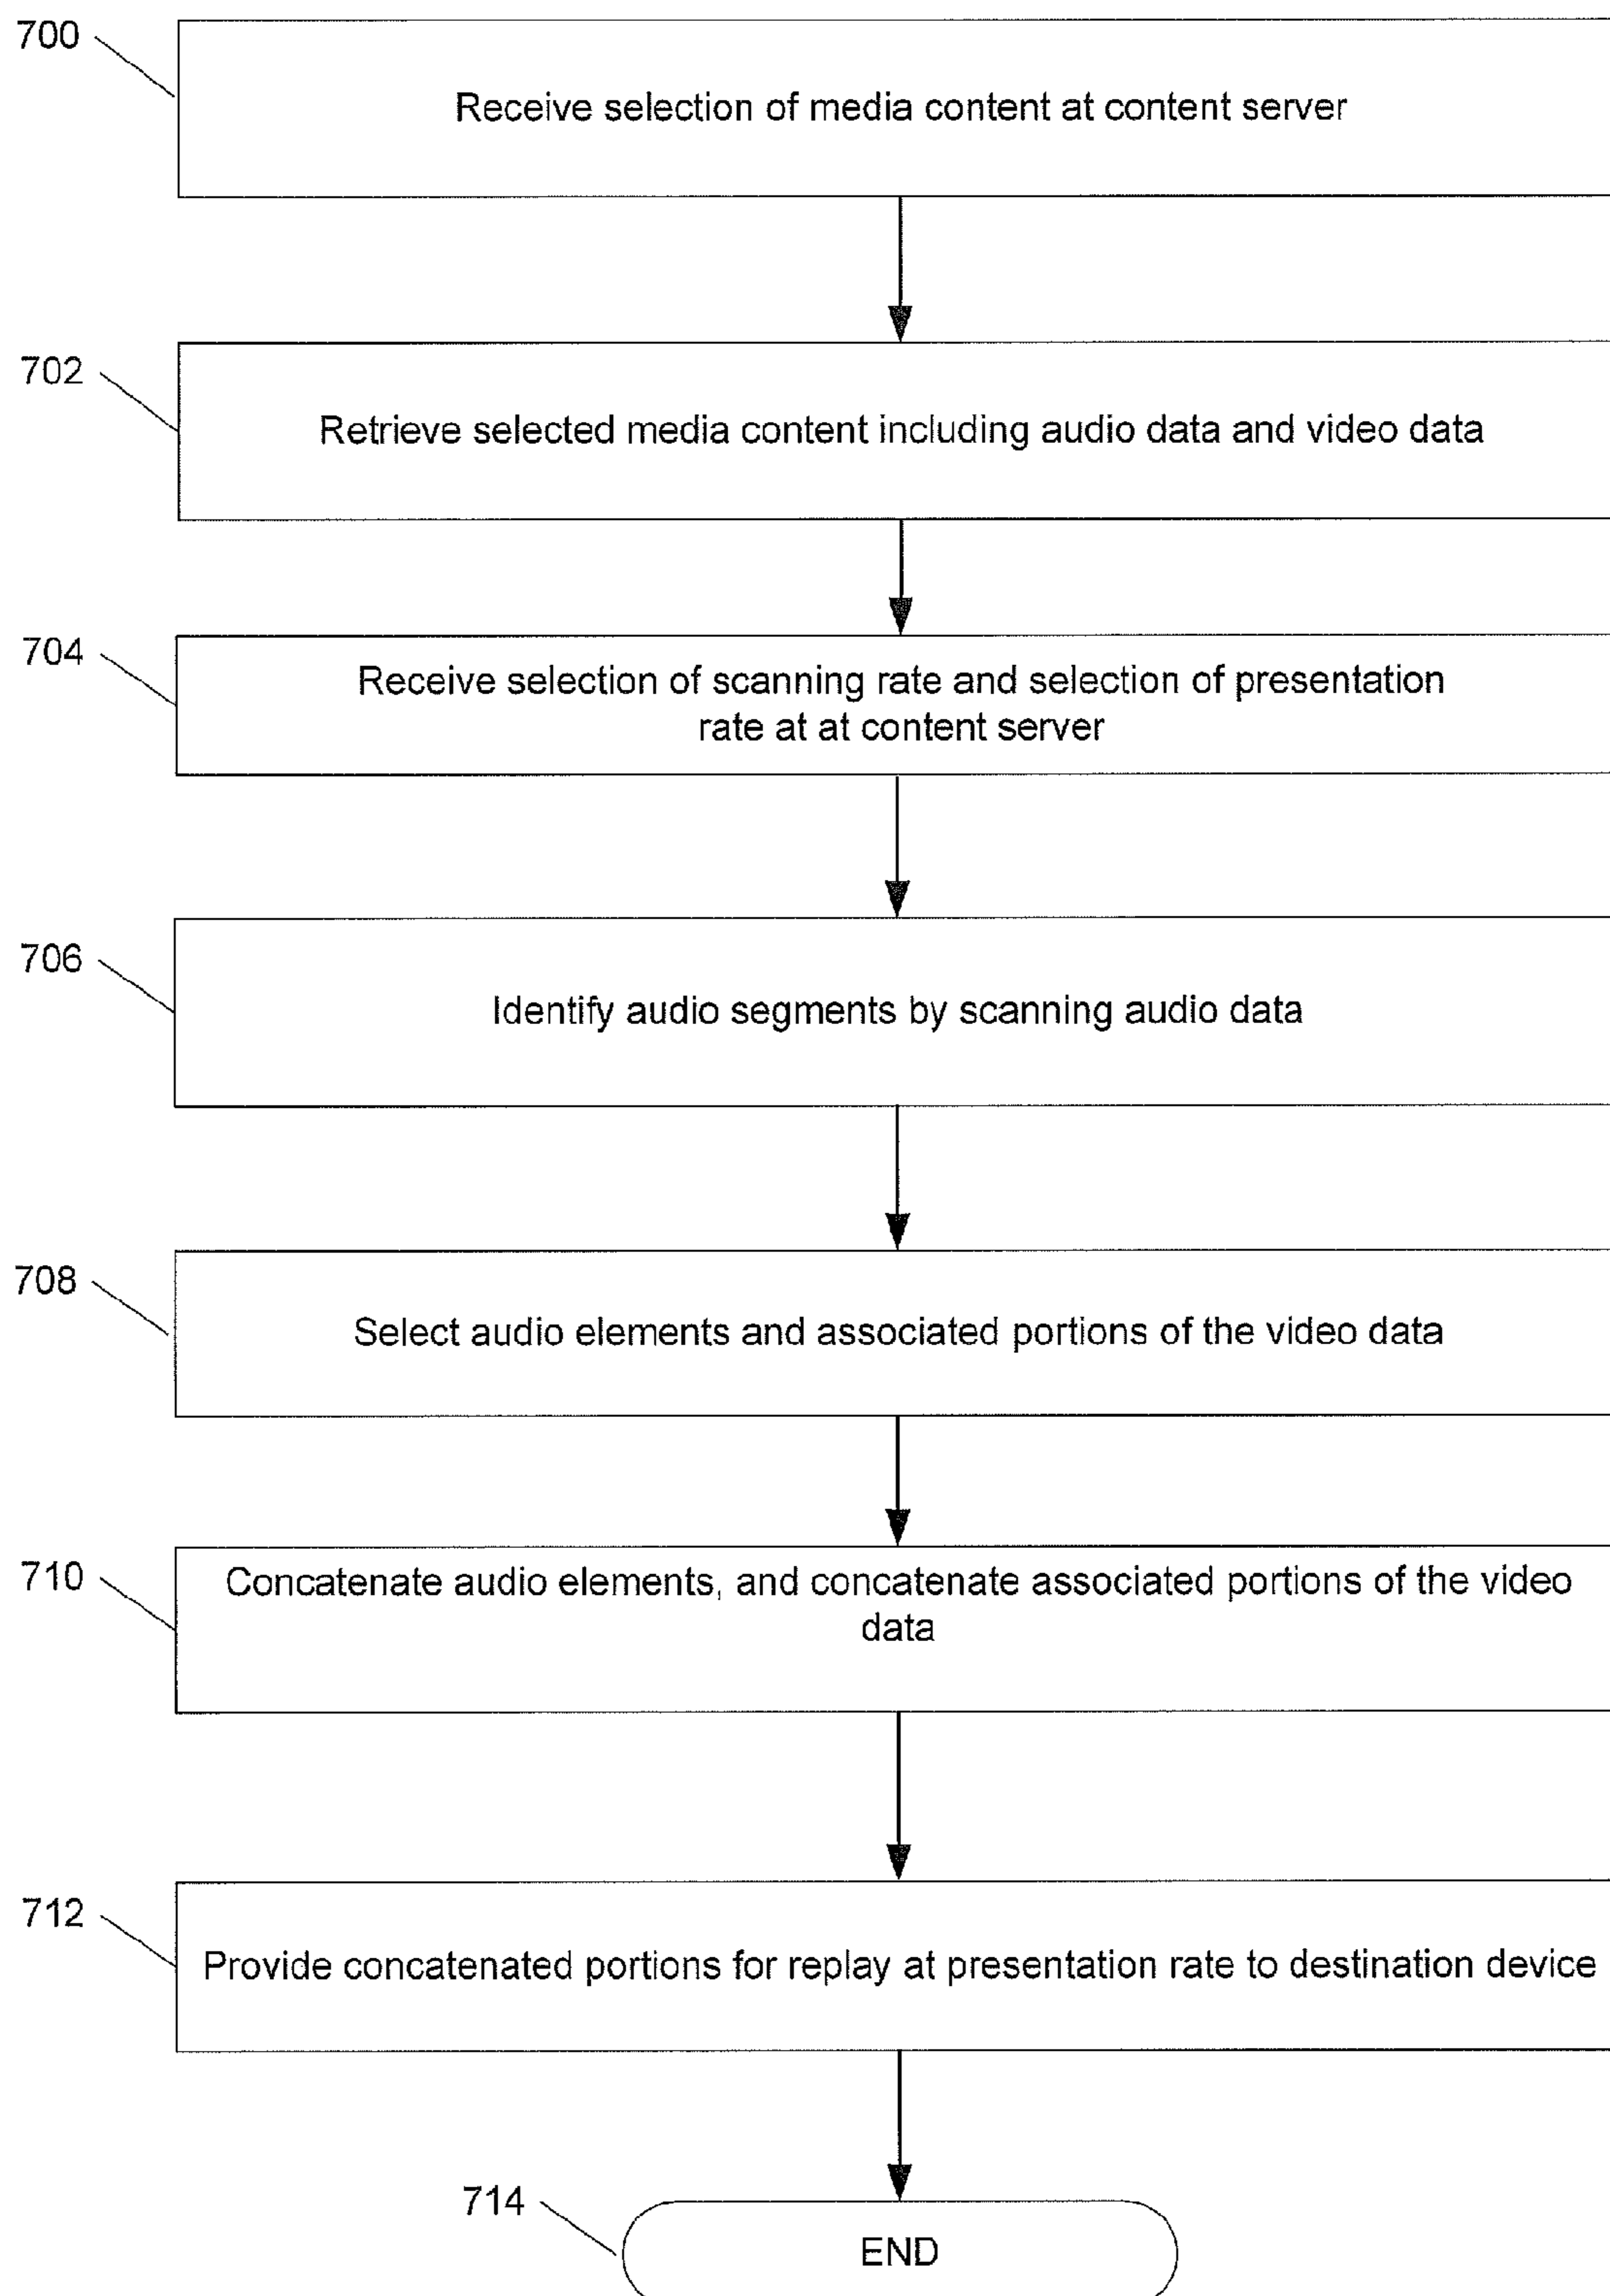 700
Receive selection of media content at content server
702
Retrieve selected media content including audio data and video data
704
Receive selection of scanning rate and selection of presentation
rate at at content server
706
Identify audio segments by scanning audio data
708
Select audio elements and associated portions of the video data
710
Concatenate audio elements, and concatenate associated portions of the video
data
712
Provide concatenated portions for replay at presentation rate to destination device
714
END